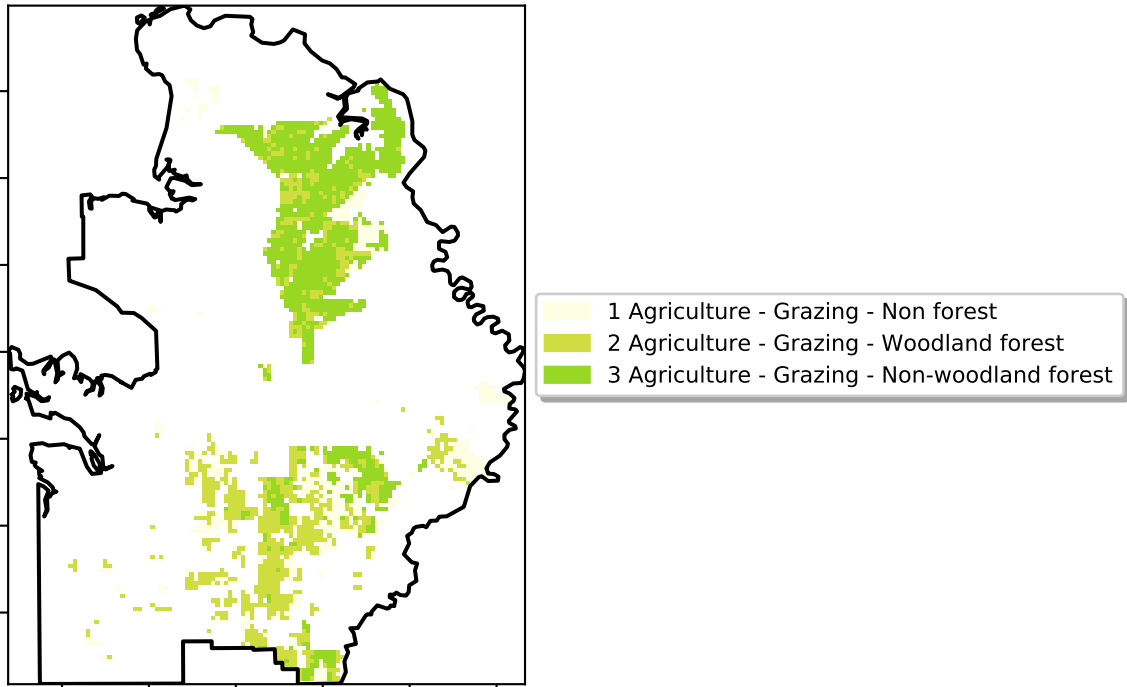 1 Agriculture - Grazing - Non forest
2 Agriculture - Grazing - Woodland forest
3 Agriculture - Grazing - Non-woodland forest